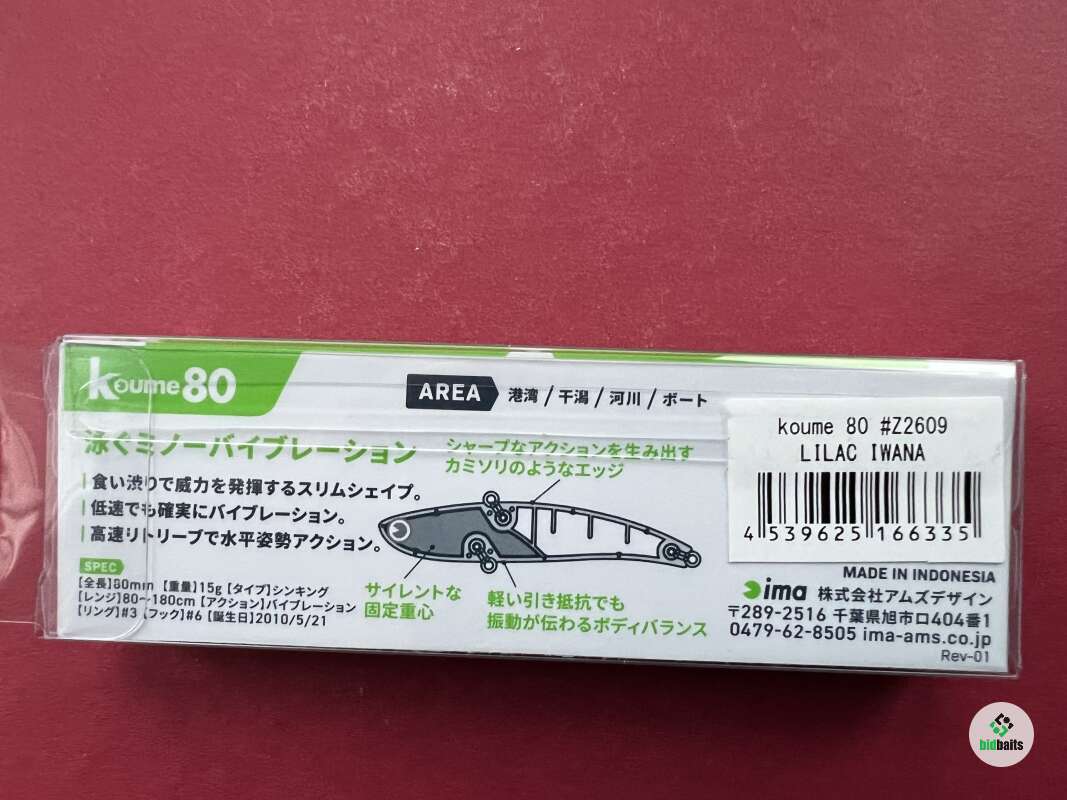 koume80
AREA 港湾 / 干潟 / 河川 / ボート
泳ぐミノーバイブレーション
食い渋りで威力を発揮するスリムシェイプ。
低速でも確実にバイブレーション。
高速リトリーブで水平姿勢アクション。
シャープなアクションを生み出す
カミソリのようなエッジ
サイレントな
固定重心
軽い引き抵抗でも
振動が伝わるボディバランス
SPEC
【全長】80mm 【重量】15g 【タイプ】シンキング
【レンジ】80〜180cm 【アクション】バイブレーション
【リング】#3 【フック】#6 【誕生日】2010/5/21
koume 80 #Z2609
LILAC IWANA
4 539625 166335
MADE IN INDONESIA
ima 株式会社アムズデザイン
〒289-2516 千葉県旭市ロ404番1
0479-62-8505 ima-ams.co.jp
Rev-01
bidbaits